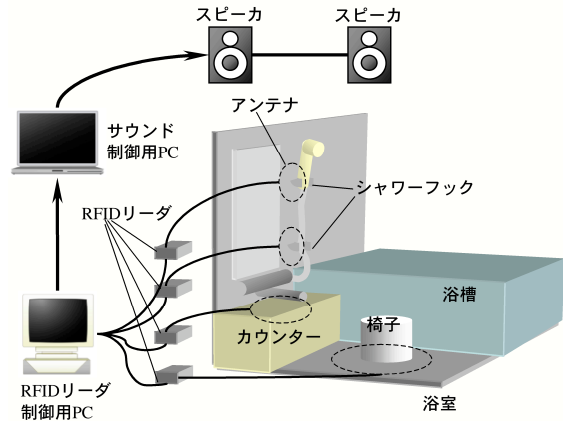 スピーカ
スピーカ
アンテナ
サウンド
制御用PC
シャワーフック
RFIDリーダ
浴槽
椅子
カウンター
RFIDリーダ
制御用PC
浴室